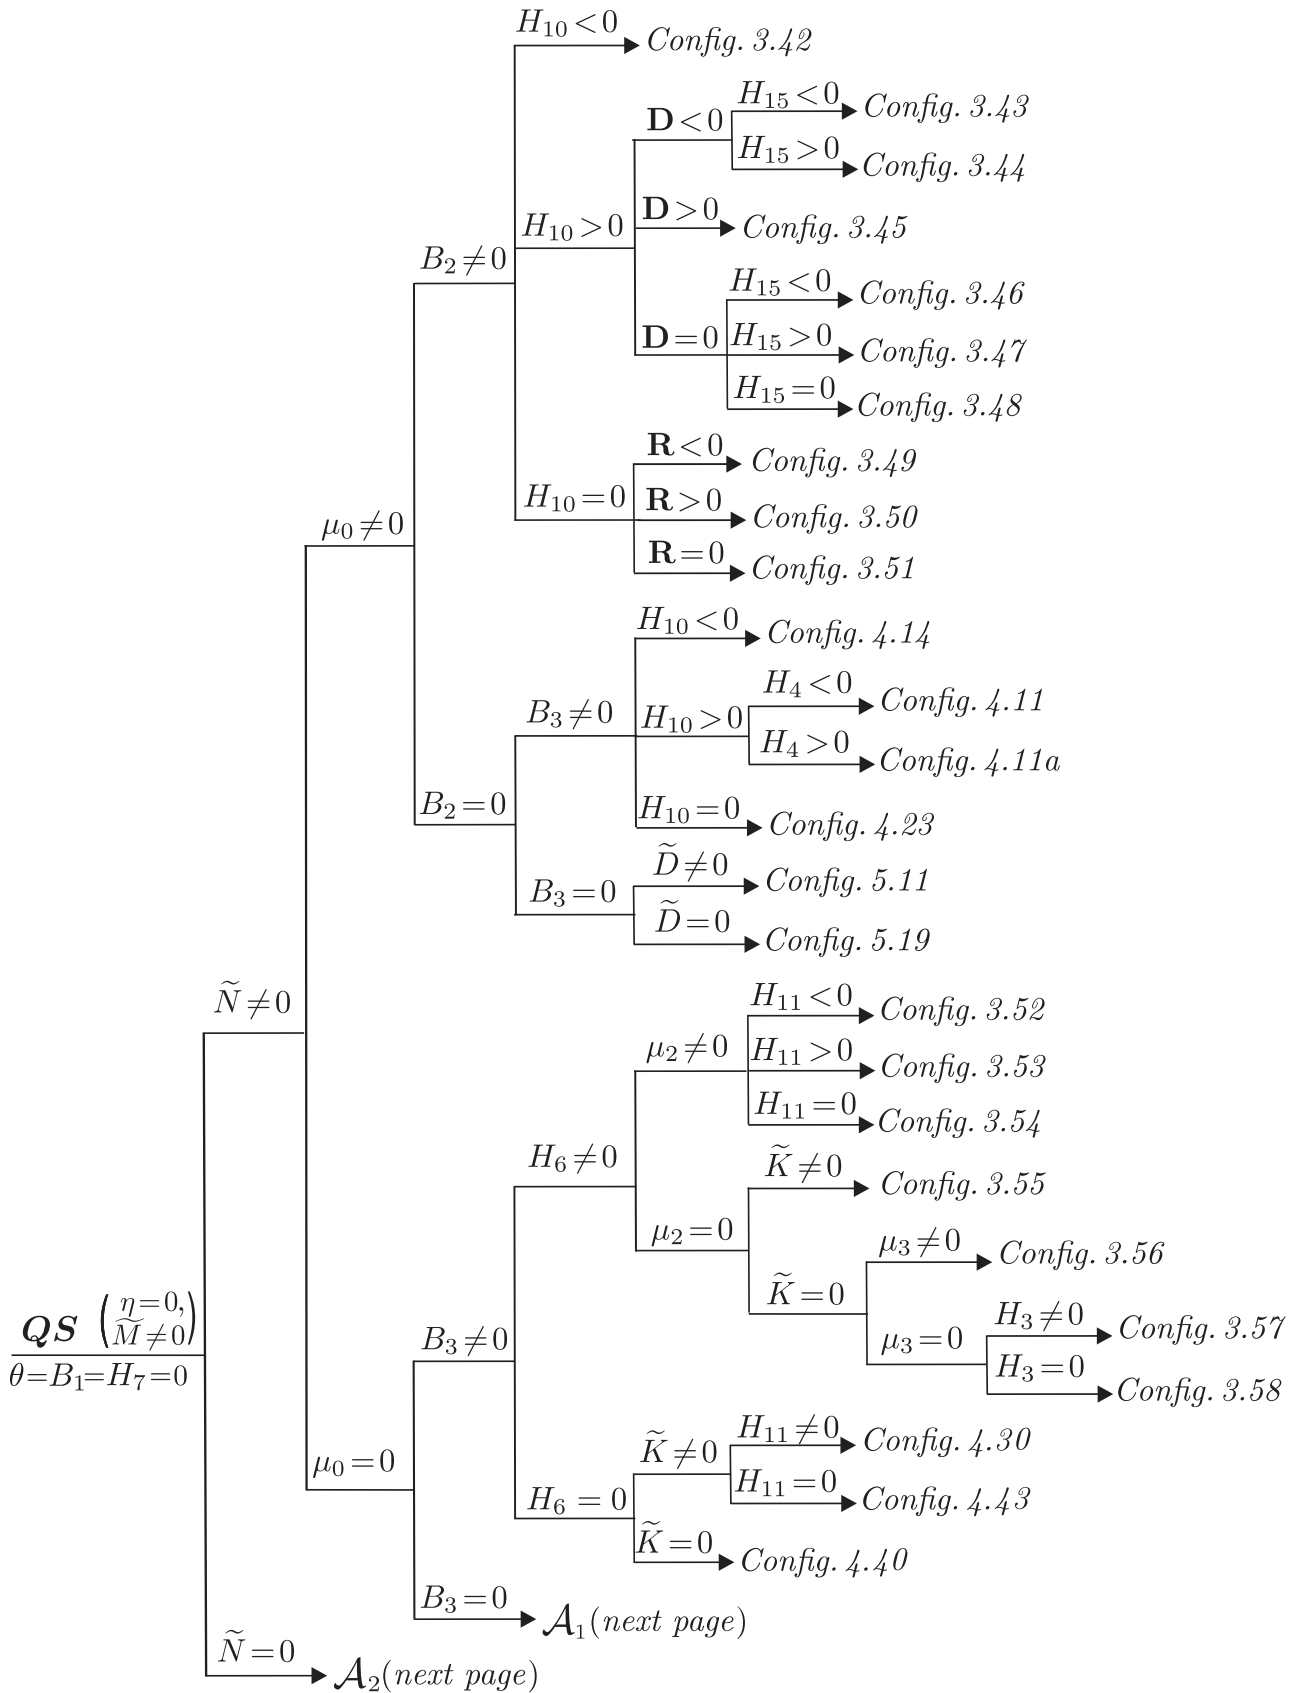 H₁₀<0
Config. 3.42
H₁₅<0
Config. 3.43
D<0
H₁₅>0
Config. 3.44
D>0
Config. 3.45
H₁₀>0
B₂≠0
H₁₅<0
Config. 3.46
D=0
H₁₅>0
Config. 3.47
H₁₅=0
Config. 3.48
R<0
Config. 3.49
H₁₀=0
R>0
Config. 3.50
μ₀≠0
R=0
Config. 3.51
H₁₀<0
Config. 4.14
H₄<0
Config. 4.11
B₃≠0
H₁₀>0
H₄>0
Config. 4.11a
B₂=0
H₁₀=0
Config. 4.23
D̃≠0
Config. 5.11
B₃=0
D̃=0
Config. 5.19
Ñ≠0
H₁₁<0
Config. 3.52
μ₂≠0
H₁₁>0
Config. 3.53
H₁₁=0
Config. 3.54
H₆≠0
K̃≠0
Config. 3.55
μ₂=0
μ₃≠0
Config. 3.56
K̃=0
QS (η=0,
M̃≠0)
θ=B₁=H₇=0
B₃≠0
μ₃=0
H₃≠0
Config. 3.57
H₃=0
Config. 3.58
H₁₁≠0
Config. 4.30
K̃≠0
μ₀=0
H₁₁=0
Config. 4.43
H₆ = 0
K̃=0
Config. 4.40
B₃=0
𝒜₁(next page)
Ñ=0
𝒜₂(next page)